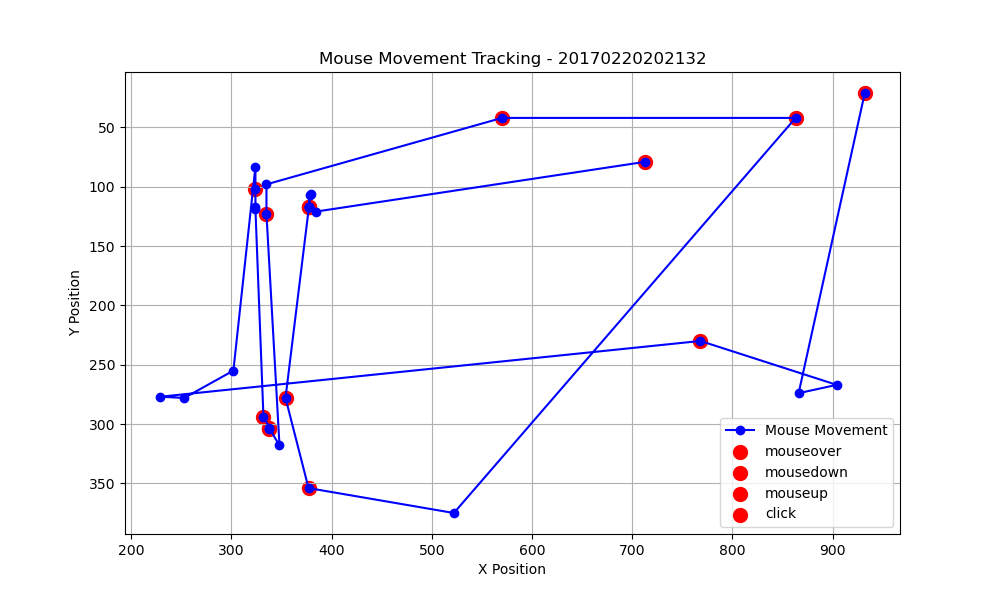 Mouse Movement Tracking - 20170220202132
Y Position
50
100
150
200
250
300
350
Mouse Movement
mouseover
mousedown
mouseup
click
200 300 400 500 600 700 800 900
X Position